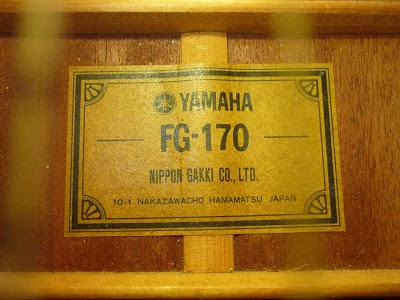 YAMAHA
FG-170
NIPPON GAKKI CO., LTD.
10-1 NAKAZAWACHO HAMAMATSU JAPAN